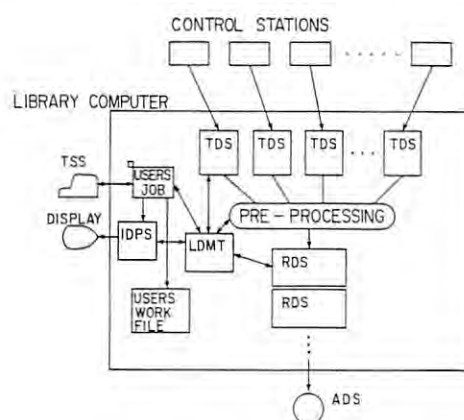 CONTROL STATIONS
LIBRARY COMPUTER
TDS TDS TDS TDS
TSS
USERS
JOB
DISPLAY
IDPS
LDMT
PRE-PROCESSING
RDS
RDS
USERS
WORK
FILE
ADS